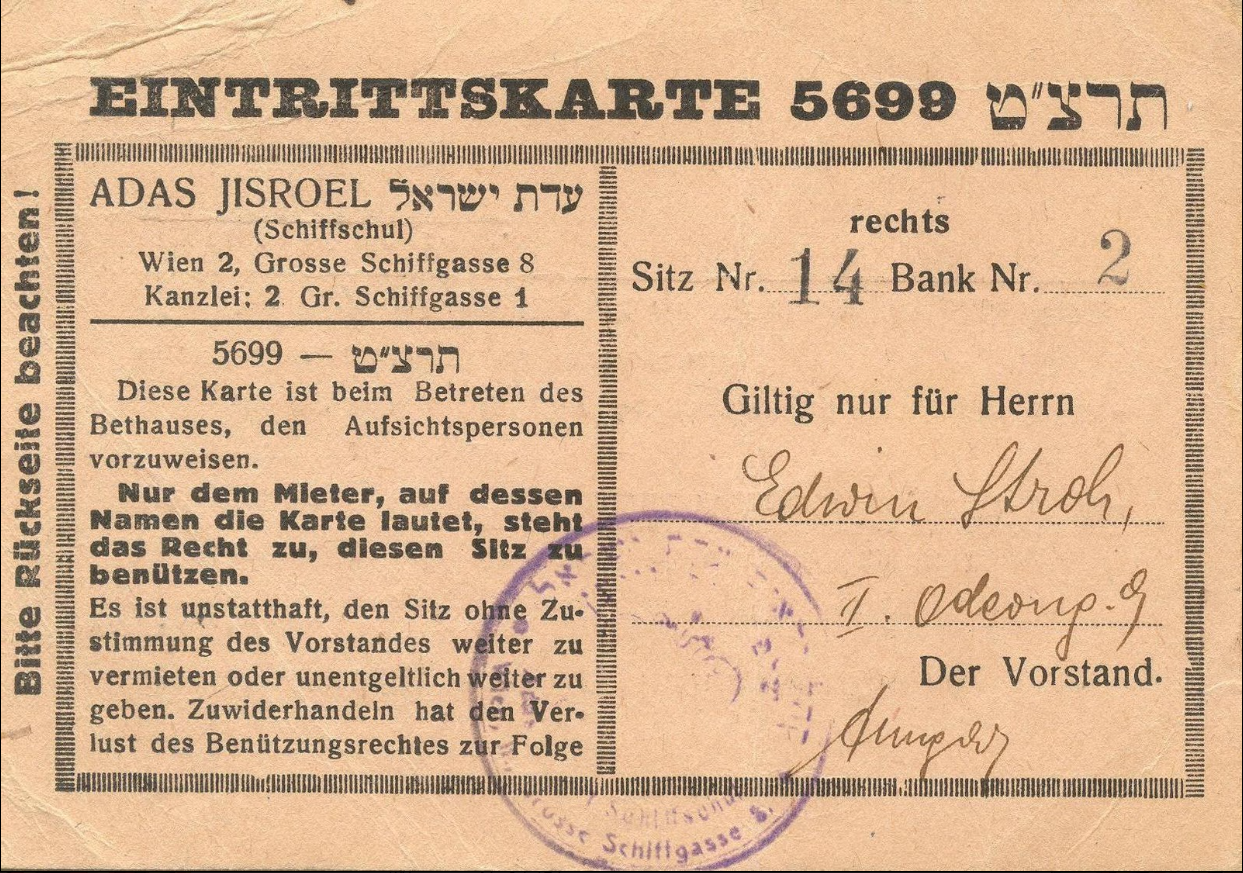 EINTRITTSKARTE 5699 תרצ״ט
Bitte Rückseite beachten!
ADAS JISROEL עדת ישראל
(Schiffschul)
Wien 2, Grosse Schiffgasse 8
Kanzlei: 2 Gr. Schiffgasse 1
5699 — תרצ״ט
Diese Karte ist beim Betreten des
Bethauses, den Aufsichtspersonen
vorzuweisen.
Nur dem Mieter, auf dessen
Namen die Karte lautet, steht
das Recht zu, diesen Sitz zu
benützen.
Es ist unstatthaft, den Sitz ohne Zu-
stimmung des Vorstandes weiter zu
vermieten oder unentgeltlich weiter zu
geben. Zuwiderhandeln hat den Ver-
lust des Benützungsrechtes zur Folge
rechts
Sitz Nr. 14 Bank Nr. 2
Giltig nur für Herrn
Edwin Stroh,
II. Odeong. 9
Der Vorstand.
Schiffschul
Grosse Schiffgasse 8.